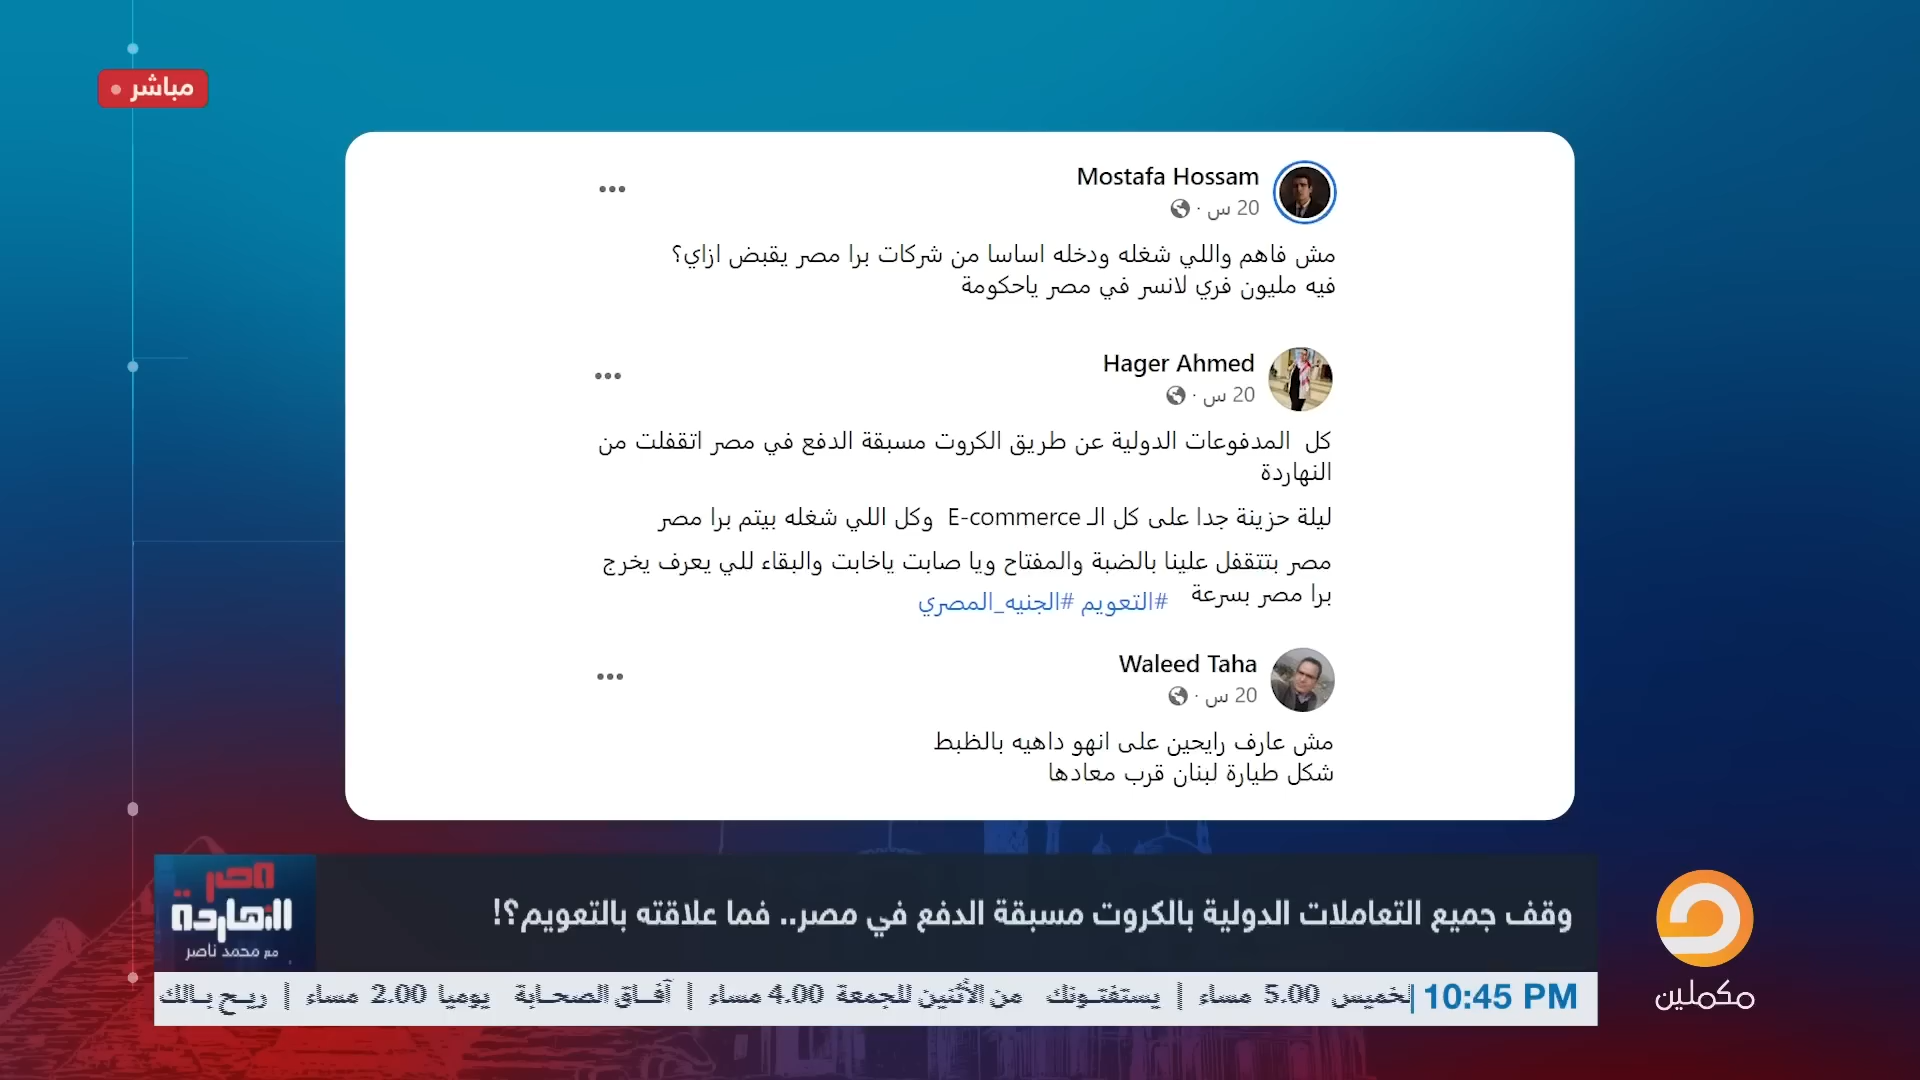 مباشر
Mostafa Hossam
20 س ·
مش فاهم واللي شغله ودخله اساسا من شركات برا مصر يقبض ازاي؟
فيه مليون فري لانسر في مصر ياحكومة
Hager Ahmed
20 س ·
كل المدفوعات الدولية عن طريق الكروت مسبقة الدفع في مصر اتقفلت من
النهاردة
ليلة حزينة جدا على كل الـ E-commerce وكل اللي شغله بيتم برا مصر
مصر بتتقفل علينا بالضبة والمفتاح ويا صابت ياخابت والبقاء للي يعرف يخرج
برا مصر بسرعة #التعويم #الجنيه_المصري
Waleed Taha
20 س ·
مش عارف رايحين على انهو داهيه بالظبط
شكل طيارة لبنان قرب معادها
مصر
النهاردة
مع محمد ناصر
وقف جميع التعاملات الدولية بالكروت مسبقة الدفع في مصر.. فما علاقته بالتعويم؟!
10:45 PM
لخميس 5.00 مساء | يستفتونك من الأثنين للجمعة 4.00 مساء | آفاق الصحابة يوميا 2.00 مساء | ريح بالك
مكملين